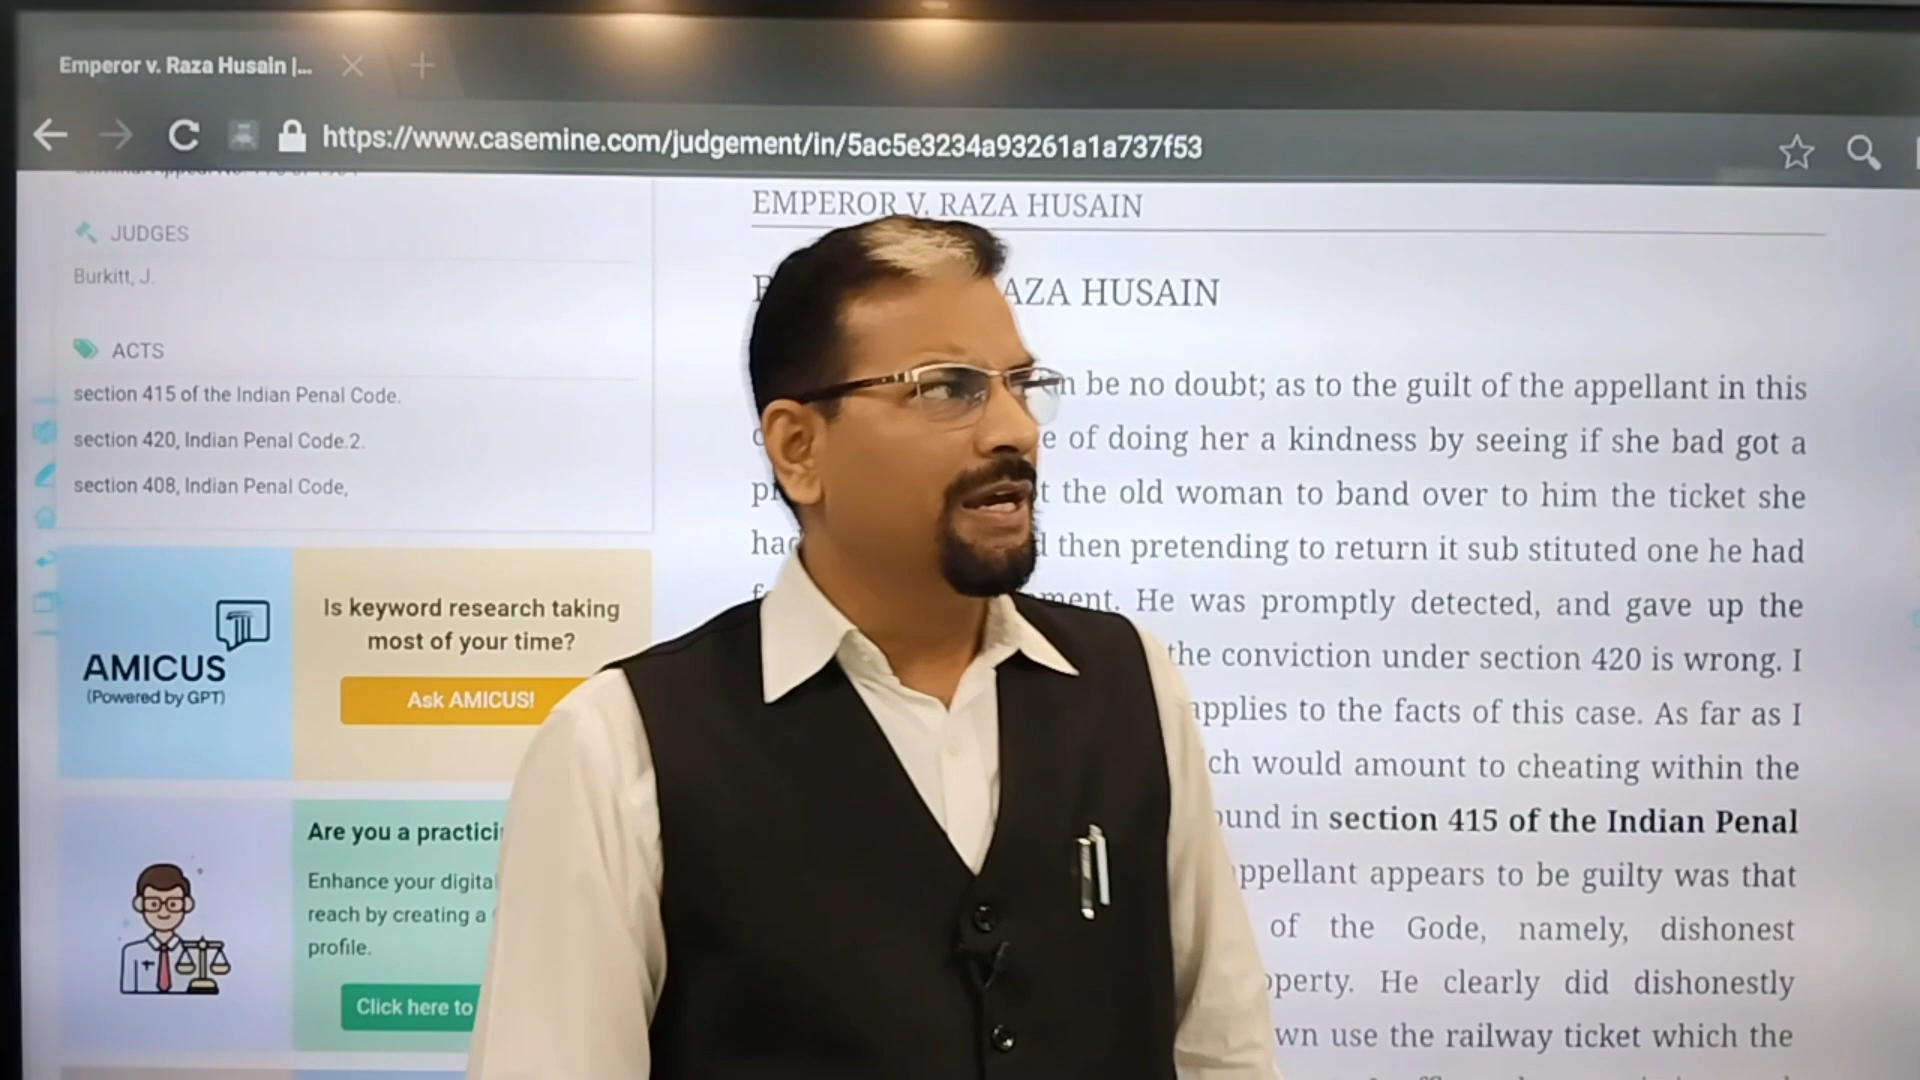 Emperor v. Raza Husain |...
https://www.casemine.com/judgement/in/5ac5e3234a93261a1a737f53
JUDGES
Burkitt, J.
ACTS
section 415 of the Indian Penal Code.
section 420, Indian Penal Code.2.
section 408, Indian Penal Code,
AMICUS
(Powered by GPT)
Is keyword research taking
most of your time?
Ask AMICUS!
Are you a practici
Enhance your digital
reach by creating a
profile.
Click here to
EMPEROR V. RAZA HUSAIN
AZA HUSAIN
be no doubt; as to the guilt of the appellant in this
of doing her a kindness by seeing if she bad got a
the old woman to band over to him the ticket she
then pretending to return it sub stituted one he had
ment. He was promptly detected, and gave up the
the conviction under section 420 is wrong. I
applies to the facts of this case. As far as I
ch would amount to cheating within the
und in section 415 of the Indian Penal
appellant appears to be guilty was that
of the Gode, namely, dishonest
perty. He clearly did dishonestly
wn use the railway ticket which the